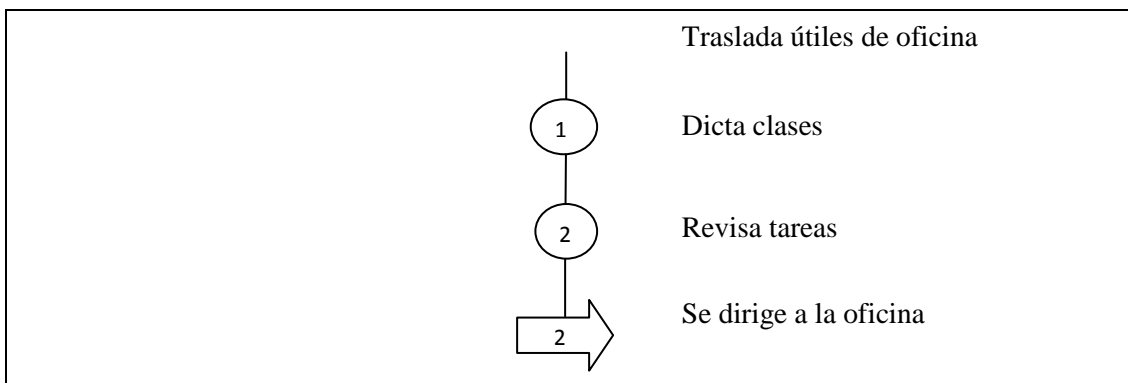 Traslada útiles de oficina
1 Dicta clases
2 Revisa tareas
2 Se dirige a la oficina